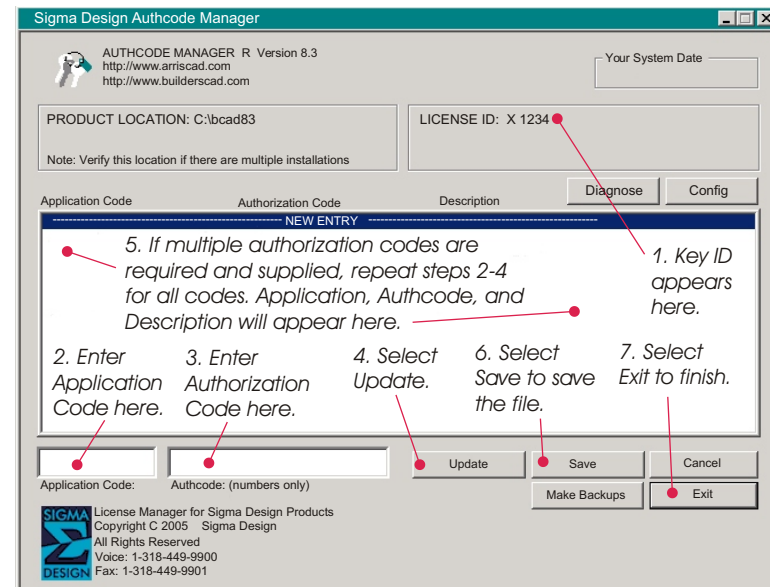 Sigma Design Authcode Manager
AUTHCODE MANAGER R Version 8.3
http://www.arriscad.com
http://www.builderscad.com
Your System Date
PRODUCT LOCATION: C:\bcad83
Note: Verify this location if there are multiple installations
LICENSE ID: X 1234
Diagnose
Config
Application Code
Authorization Code
Description
NEW ENTRY
5. If multiple authorization codes are
required and supplied, repeat steps 2-4
for all codes. Application, Authcode, and
Description will appear here.
1. Key ID
appears
here.
2. Enter
Application
Code here.
3. Enter
Authorization
Code here.
4. Select
Update.
6. Select
Save to save
the file.
7. Select
Exit to finish.
Application Code:
Authcode: (numbers only)
Update
Save
Cancel
Make Backups
Exit
SIGMA
DESIGN
License Manager for Sigma Design Products
Copyright C 2005 Sigma Design
All Rights Reserved
Voice: 1-318-449-9900
Fax: 1-318-449-9901